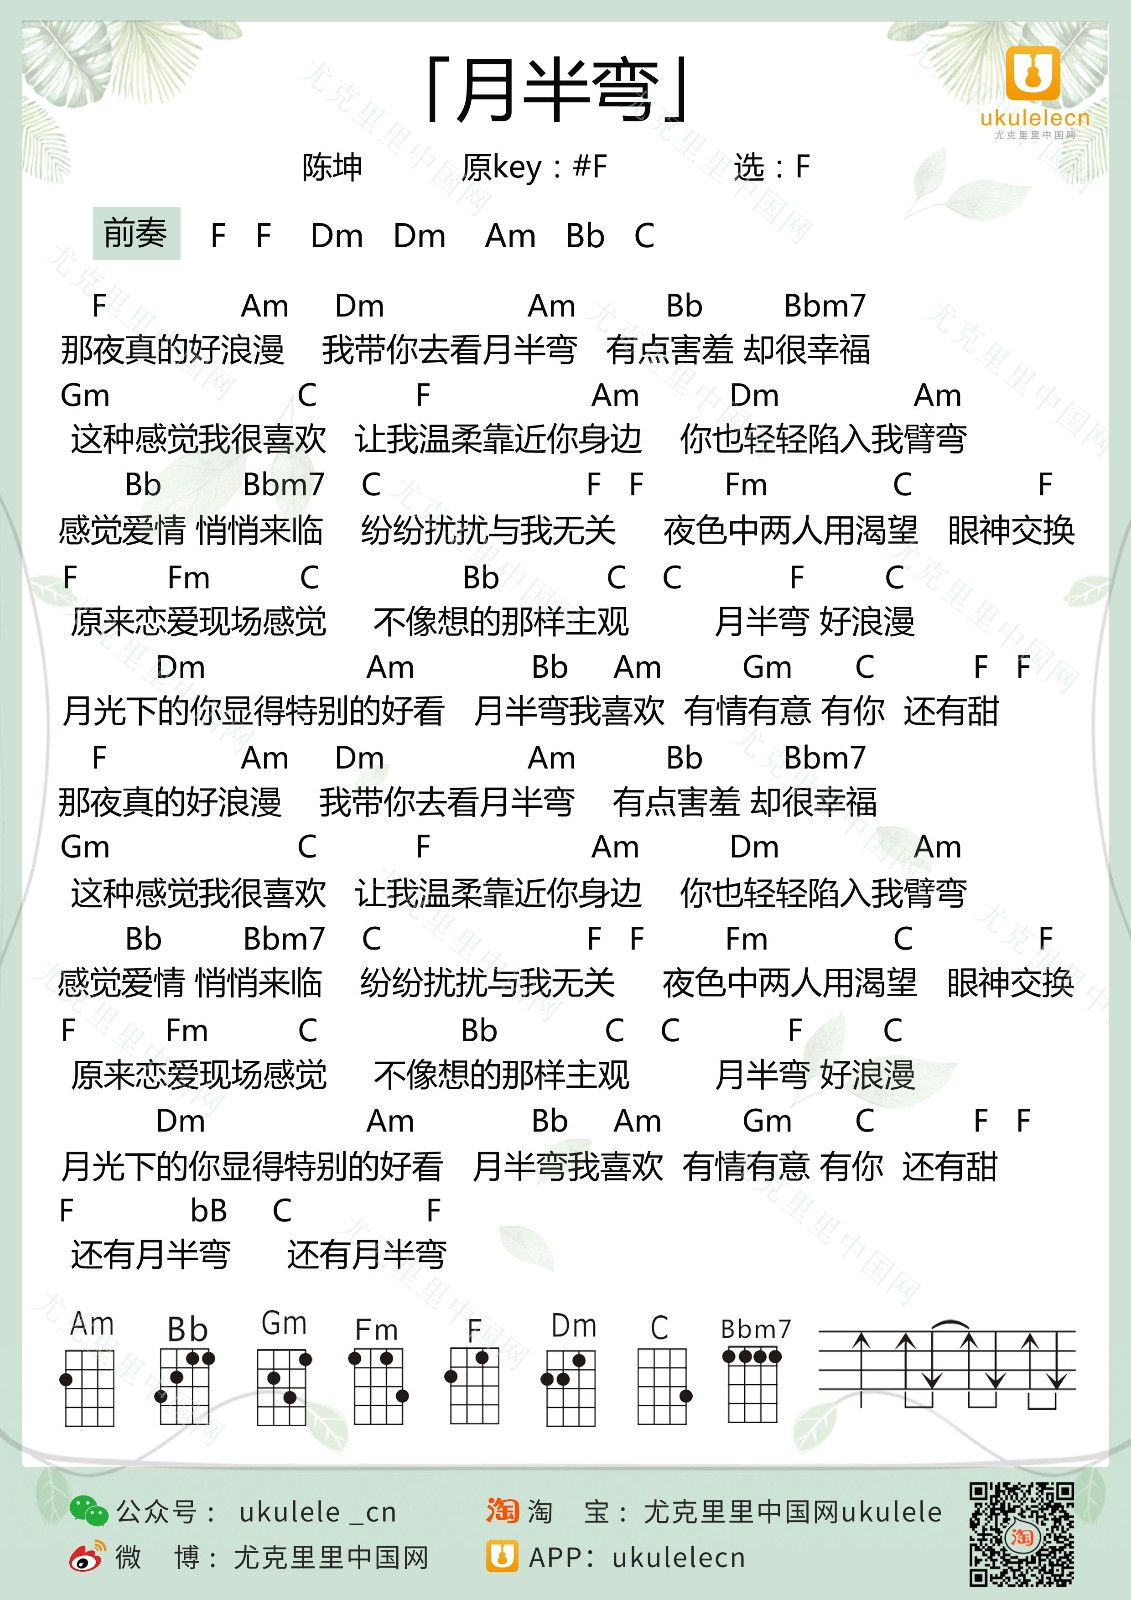 「月半弯」
ukulelecn
尤克里里中国网
陈坤 原key：#F 选：F
前奏 F F Dm Dm Am Bb C
F Am Dm Am Bb Bbm7
那夜真的好浪漫 我带你去看月半弯 有点害羞 却很幸福
Gm C F Am Dm Am
这种感觉我很喜欢 让我温柔靠近你身边 你也轻轻陷入我臂弯
Bb Bbm7 C F F Fm C F
感觉爱情 悄悄来临 纷纷扰扰与我无关 夜色中两人用渴望 眼神交换
F Fm C Bb C C F C
原来恋爱现场感觉 不像想的那样主观 月半弯 好浪漫
Dm Am Bb Am Gm C F F
月光下的你显得特别的好看 月半弯我喜欢 有情有意 有你 还有甜
F Am Dm Am Bb Bbm7
那夜真的好浪漫 我带你去看月半弯 有点害羞 却很幸福
Gm C F Am Dm Am
这种感觉我很喜欢 让我温柔靠近你身边 你也轻轻陷入我臂弯
Bb Bbm7 C F F Fm C F
感觉爱情 悄悄来临 纷纷扰扰与我无关 夜色中两人用渴望 眼神交换
F Fm C Bb C C F C
原来恋爱现场感觉 不像想的那样主观 月半弯 好浪漫
Dm Am Bb Am Gm C F F
月光下的你显得特别的好看 月半弯我喜欢 有情有意 有你 还有甜
F bB C F
还有月半弯 还有月半弯
Am Bb Gm Fm F Dm C Bbm7
公众号： ukulele _cn 淘 淘 宝：尤克里里中国网ukulele
微 博：尤克里里中国网 APP：ukulelecn
淘